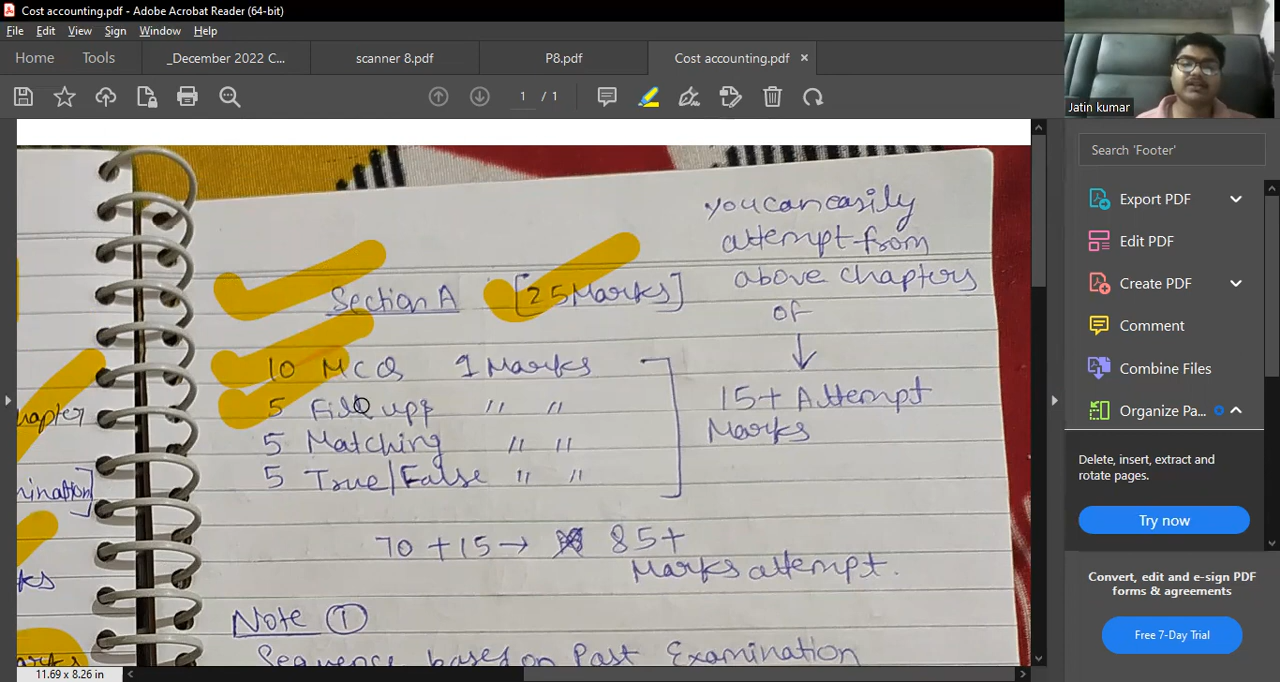 Cost accounting.pdf - Adobe Acrobat Reader (64-bit)
File Edit View Sign Window Help
Home Tools _December 2022 C... scanner 8.pdf P8.pdf Cost accounting.pdf ×
1 / 1
Jatin kumar
Search 'Footer'
Export PDF
Edit PDF
Create PDF
Comment
Combine Files
Organize Pa...
Delete, insert, extract and
rotate pages.
Try now
Convert, edit and e-sign PDF
forms & agreements
Free 7-Day Trial
you can easily
attempt from
above chapters
of
15+ Attempt
Marks
Section A [25 Marks]
10 MCQ 1 Marks
5 Fill upp " "
5 Matching " "
5 True/False " "
70 + 15 → 85+
Marks attempt.
Note ①
Sequence based on Past Examination
hapter
mination]
ks
arks
11.69 x 8.26 in